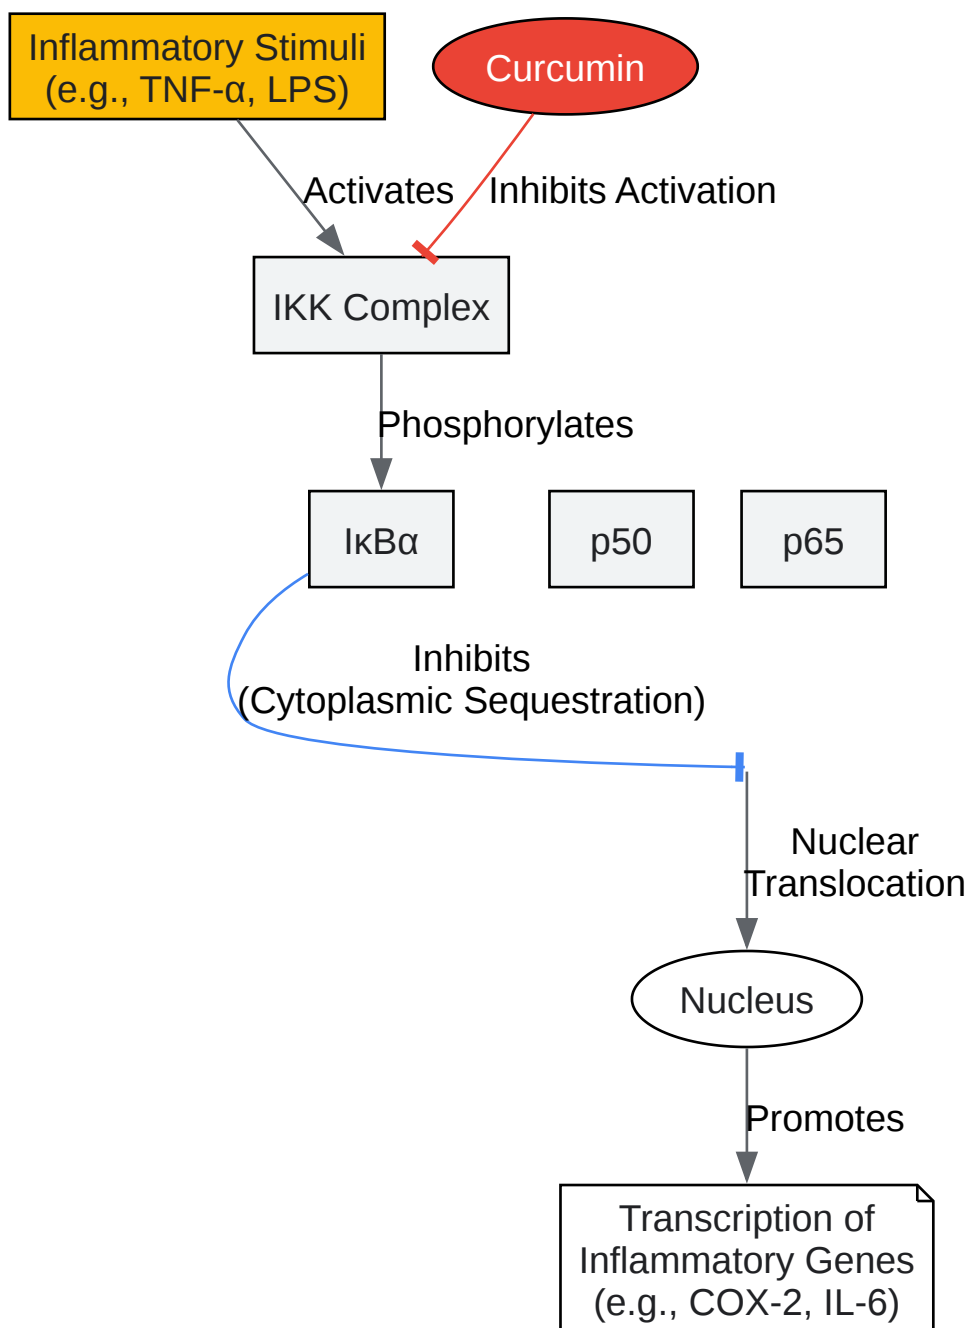 Inflammatory Stimuli
(e.g., TNF-α, LPS)
Curcumin
Activates
Inhibits Activation
IKK Complex
Phosphorylates
IκBα
p50
p65
Inhibits
(Cytoplasmic Sequestration)
Nuclear
Translocation
Nucleus
Promotes
Transcription of
Inflammatory Genes
(e.g., COX-2, IL-6)